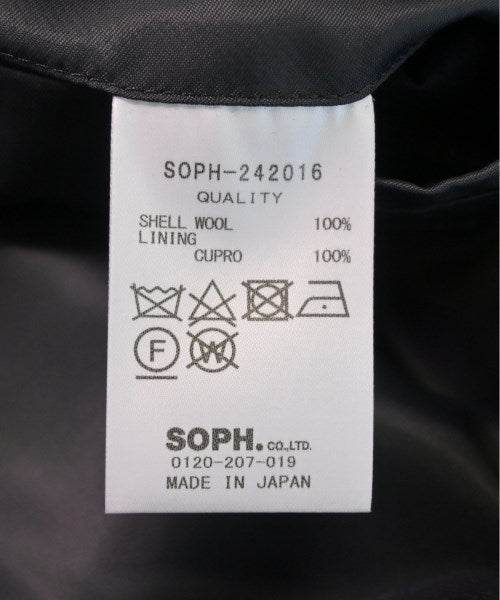 SOPH-242016
QUALITY
SHELL WOOL 100%
LINING
CUPRO 100%
F W
SOPH. CO.,LTD.
0120-207-019
MADE IN JAPAN